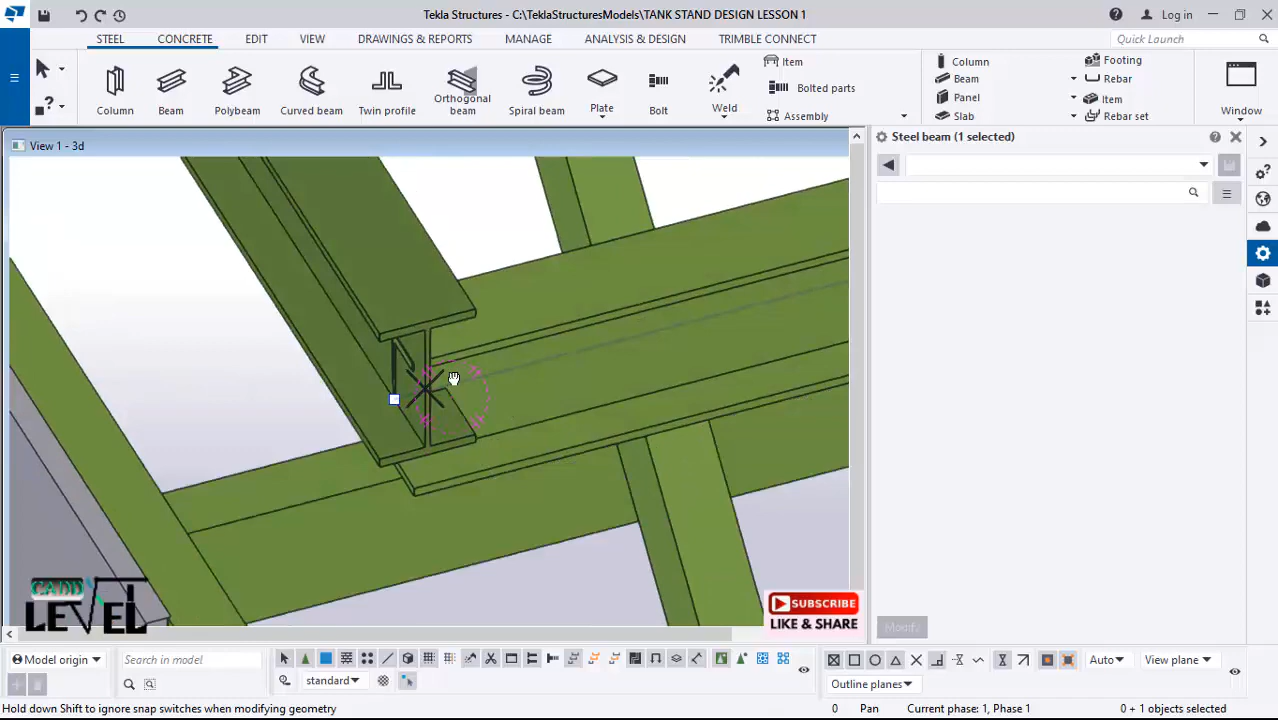 Tekla Structures - C:\TeklaStructuresModels\TANK STAND DESIGN LESSON 1
Log in
STEEL CONCRETE EDIT VIEW DRAWINGS & REPORTS MANAGE ANALYSIS & DESIGN TRIMBLE CONNECT
Quick Launch
Column Beam Polybeam Curved beam Twin profile Orthogonal beam Spiral beam Plate Bolt Weld
Item
Bolted parts
Assembly
Column
Beam
Panel
Slab
Footing
Rebar
Item
Rebar set
Window
View 1 - 3d
Steel beam (1 selected)
Modify
CADD
LEVEL
SUBSCRIBE
LIKE & SHARE
Model origin
Search in model
standard
Auto
View plane
Outline planes
Hold down Shift to ignore snap switches when modifying geometry
0 Pan Current phase: 1, Phase 1 0 + 1 objects selected